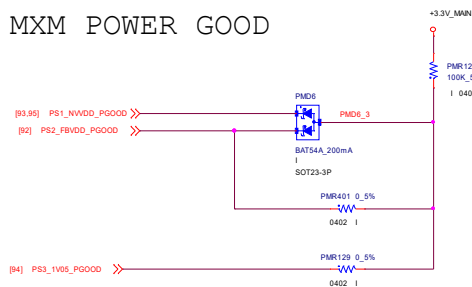 MXM POWER GOOD
+3.3V_MAIN
PMR12
100K_5
I 040
PMD6
[93,95] PS1_NVVDD_PGOOD
PMD6_3
[92] PS2_FBVDD_PGOOD
BAT54A_200mA
I
SOT23-3P
PMR401 0_5%
0402 I
PMR129 0_5%
[94] PS3_1V05_PGOOD
0402 I